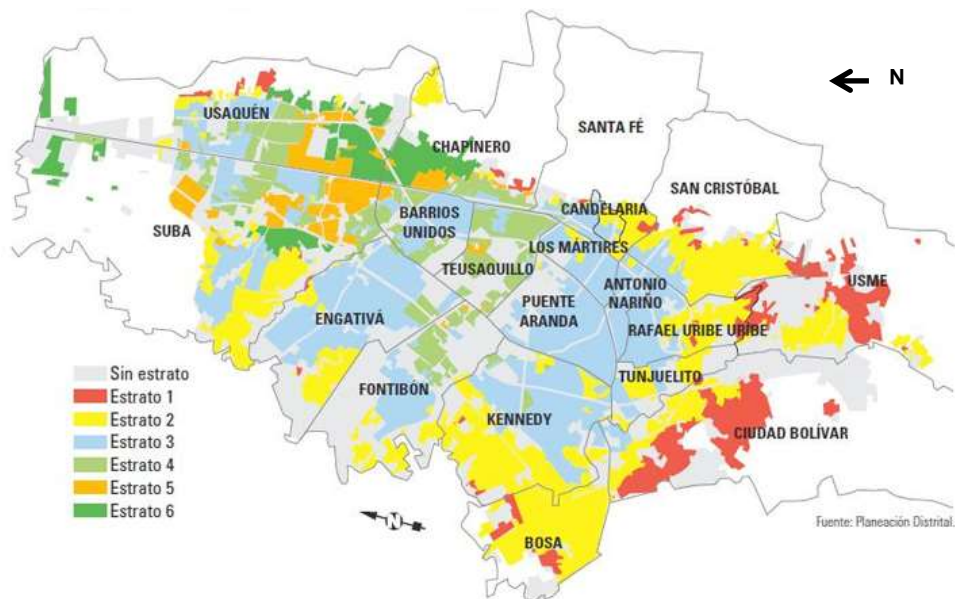 N
USAQUÉN
SANTA FÉ
CHAPINERO
SAN CRISTÓBAL
CANDELARIA
BARRIOS
UNIDOS
SUBA
LOS MÁRTIRES
TEUSAQUILLO
ANTONIO
NARIÑO
USME
PUENTE
ARANDA
ENGATIVÁ
RAFAEL URIBE URIBE
TUNJUELITO
FONTIBÓN
KENNEDY
CIUDAD BOLÍVAR
BOSA
Sin estrato
Estrato 1
Estrato 2
Estrato 3
Estrato 4
Estrato 5
Estrato 6
N
Fuente: Planeación Distrital.